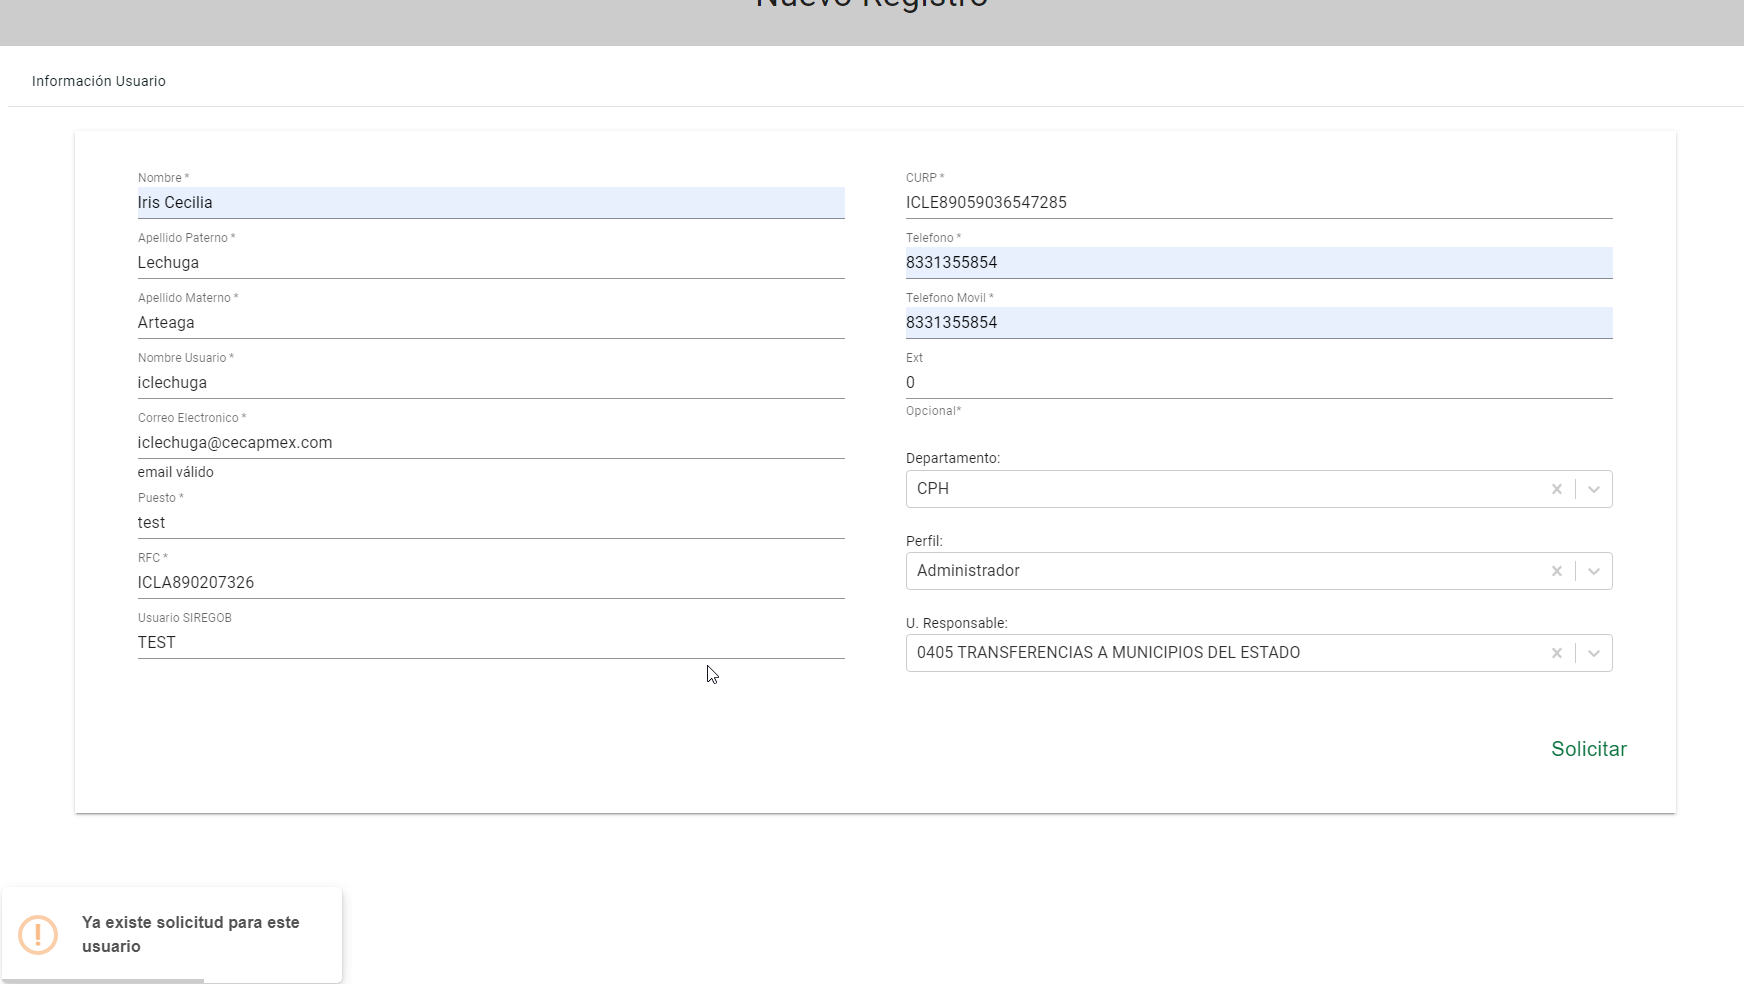 Nuevo Registro
Información Usuario
Nombre *
Iris Cecilia
Apellido Paterno *
Lechuga
Apellido Materno *
Arteaga
Nombre Usuario *
iclechuga
Correo Electronico *
iclechuga@cecapmex.com
email válido
Puesto *
test
RFC *
ICLA890207326
Usuario SIREGOB
TEST
CURP *
ICLE89059036547285
Telefono *
8331355854
Telefono Movil *
8331355854
Ext
0
Opcional*
Departamento:
CPH
Perfil:
Administrador
U. Responsable:
0405 TRANSFERENCIAS A MUNICIPIOS DEL ESTADO
Solicitar
Ya existe solicitud para este
usuario